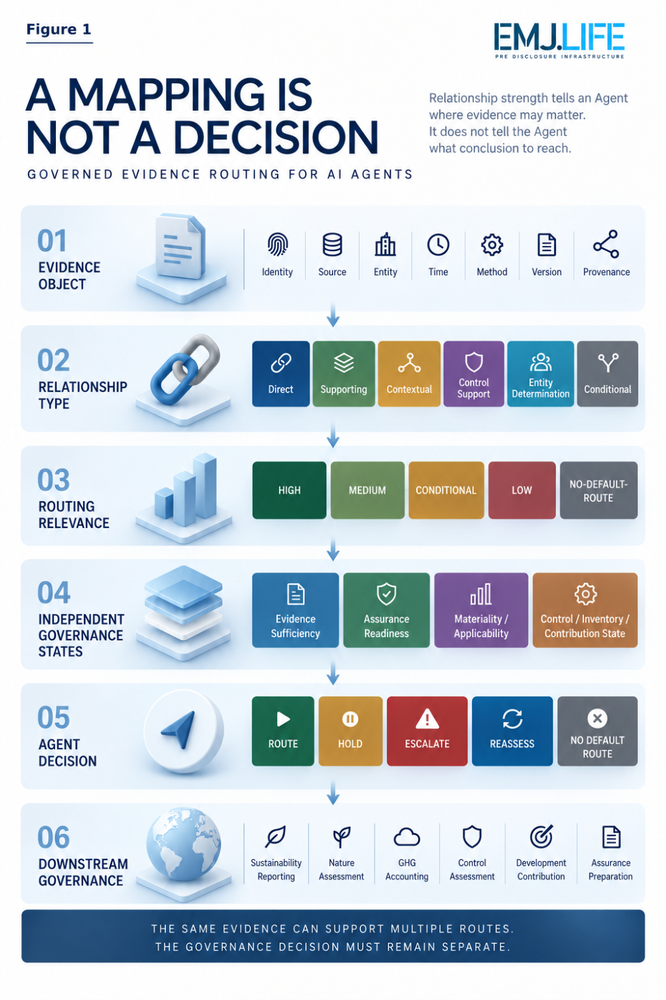 Figure 1
EMJ.LIFE
PRE DISCLOSURE INFRASTRUCTURE
A MAPPING IS
NOT A DECISION
GOVERNED EVIDENCE ROUTING FOR AI AGENTS
Relationship strength tells an Agent
where evidence may matter.
It does not tell the Agent
what conclusion to reach.
01
EVIDENCE
OBJECT
Identity
Source
Entity
Time
Method
Version
Provenance
02
RELATIONSHIP
TYPE
Direct
Supporting
Contextual
Control
Support
Entity
Determination
Conditional
03
ROUTING
RELEVANCE
HIGH
MEDIUM
CONDITIONAL
LOW
NO-DEFAULT-
ROUTE
04
INDEPENDENT
GOVERNANCE
STATES
Evidence
Sufficiency
Assurance
Readiness
Materiality /
Applicability
Control / Inventory /
Contribution State
05
AGENT
DECISION
ROUTE
HOLD
ESCALATE
REASSESS
NO DEFAULT
ROUTE
06
DOWNSTREAM
GOVERNANCE
Sustainability
Reporting
Nature
Assessment
GHG
Accounting
Control
Assessment
Development
Contribution
Assurance
Preparation
THE SAME EVIDENCE CAN SUPPORT MULTIPLE ROUTES.
THE GOVERNANCE DECISION MUST REMAIN SEPARATE.